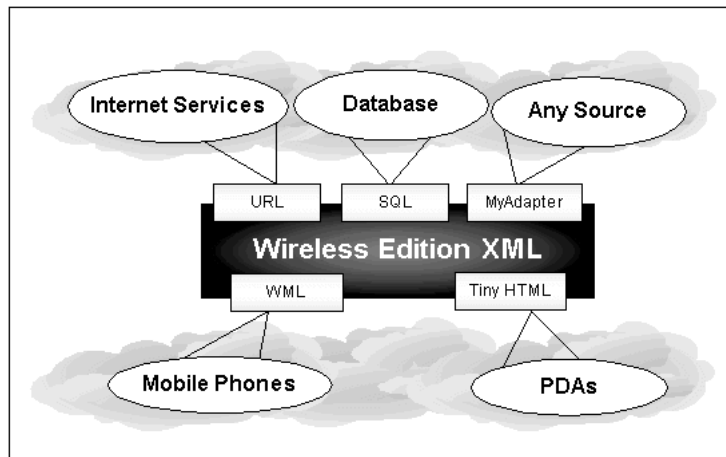 Internet Services
Database
Any Source
URL
SQL
MyAdapter
Wireless Edition XML
WML
Tiny HTML
Mobile Phones
PDAs